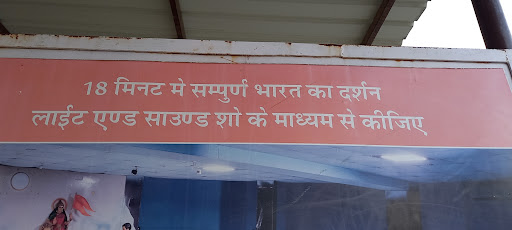 18 मिनट मे सम्पुर्ण भारत का दर्शन
लाईट एण्ड साउण्ड शो के माध्यम से कीजिए